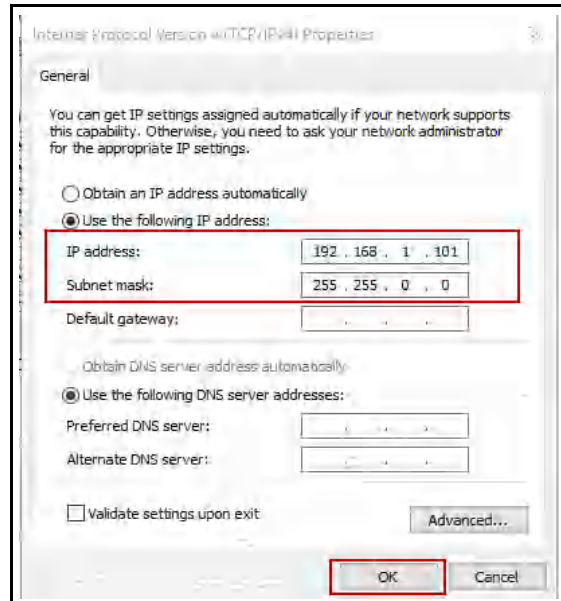 Internet Protocol Version 4 (TCP/IPv4) Properties
General
You can get IP settings assigned automatically if your network supports
this capability. Otherwise, you need to ask your network administrator
for the appropriate IP settings.
Obtain an IP address automatically
Use the following IP address:
IP address: 192 . 168 . 1 . 101
Subnet mask: 255 . 255 . 0 . 0
Default gateway: . . .
Obtain DNS server address automatically
Use the following DNS server addresses:
Preferred DNS server: . . .
Alternate DNS server: . . .
Validate settings upon exit
Advanced...
OK Cancel